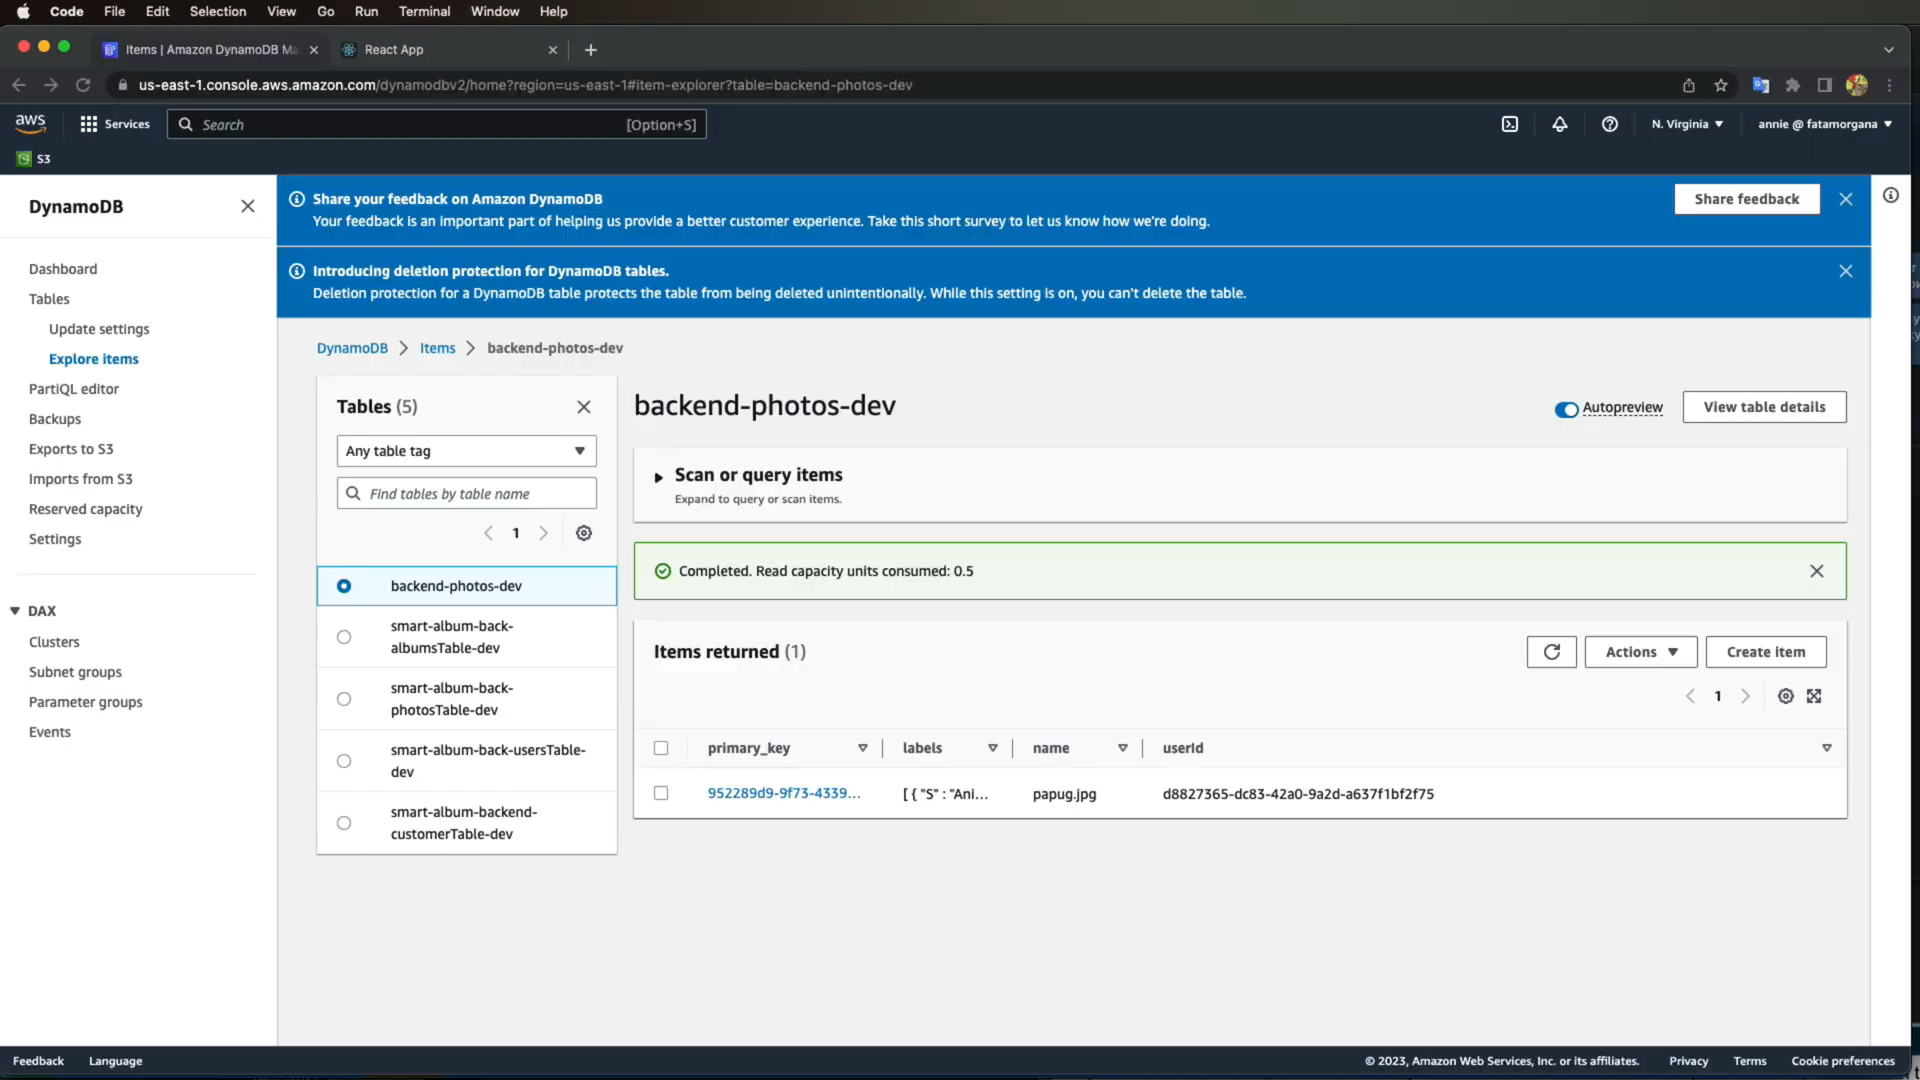 Code File Edit Selection View Go Run Terminal Window Help
Items | Amazon DynamoDB Ma
React App
us-east-1.console.aws.amazon.com/dynamodbv2/home?region=us-east-1#item-explorer?table=backend-photos-dev
aws Services Search [Option+S] N. Virginia annie @ fatamorgana
S3
DynamoDB
Dashboard
Tables
Update settings
Explore items
PartiQL editor
Backups
Exports to S3
Imports from S3
Reserved capacity
Settings
DAX
Clusters
Subnet groups
Parameter groups
Events
Share your feedback on Amazon DynamoDB
Your feedback is an important part of helping us provide a better customer experience. Take this short survey to let us know how we're doing.
Share feedback
Introducing deletion protection for DynamoDB tables.
Deletion protection for a DynamoDB table protects the table from being deleted unintentionally. While this setting is on, you can't delete the table.
DynamoDB Items backend-photos-dev
Tables (5)
Any table tag
Find tables by table name
1
backend-photos-dev
smart-album-back-
albumsTable-dev
smart-album-back-
photosTable-dev
smart-album-back-usersTable-
dev
smart-album-backend-
customerTable-dev
backend-photos-dev
Autopreview
View table details
Scan or query items
Expand to query or scan items.
Completed. Read capacity units consumed: 0.5
Items returned (1)
Actions
Create item
1
primary_key labels name userId
952289d9-9f73-4339... [ { "S" : "Ani... papug.jpg d8827365-dc83-42a0-9a2d-a637f1bf2f75
Feedback Language © 2023, Amazon Web Services, Inc. or its affiliates. Privacy Terms Cookie preferences